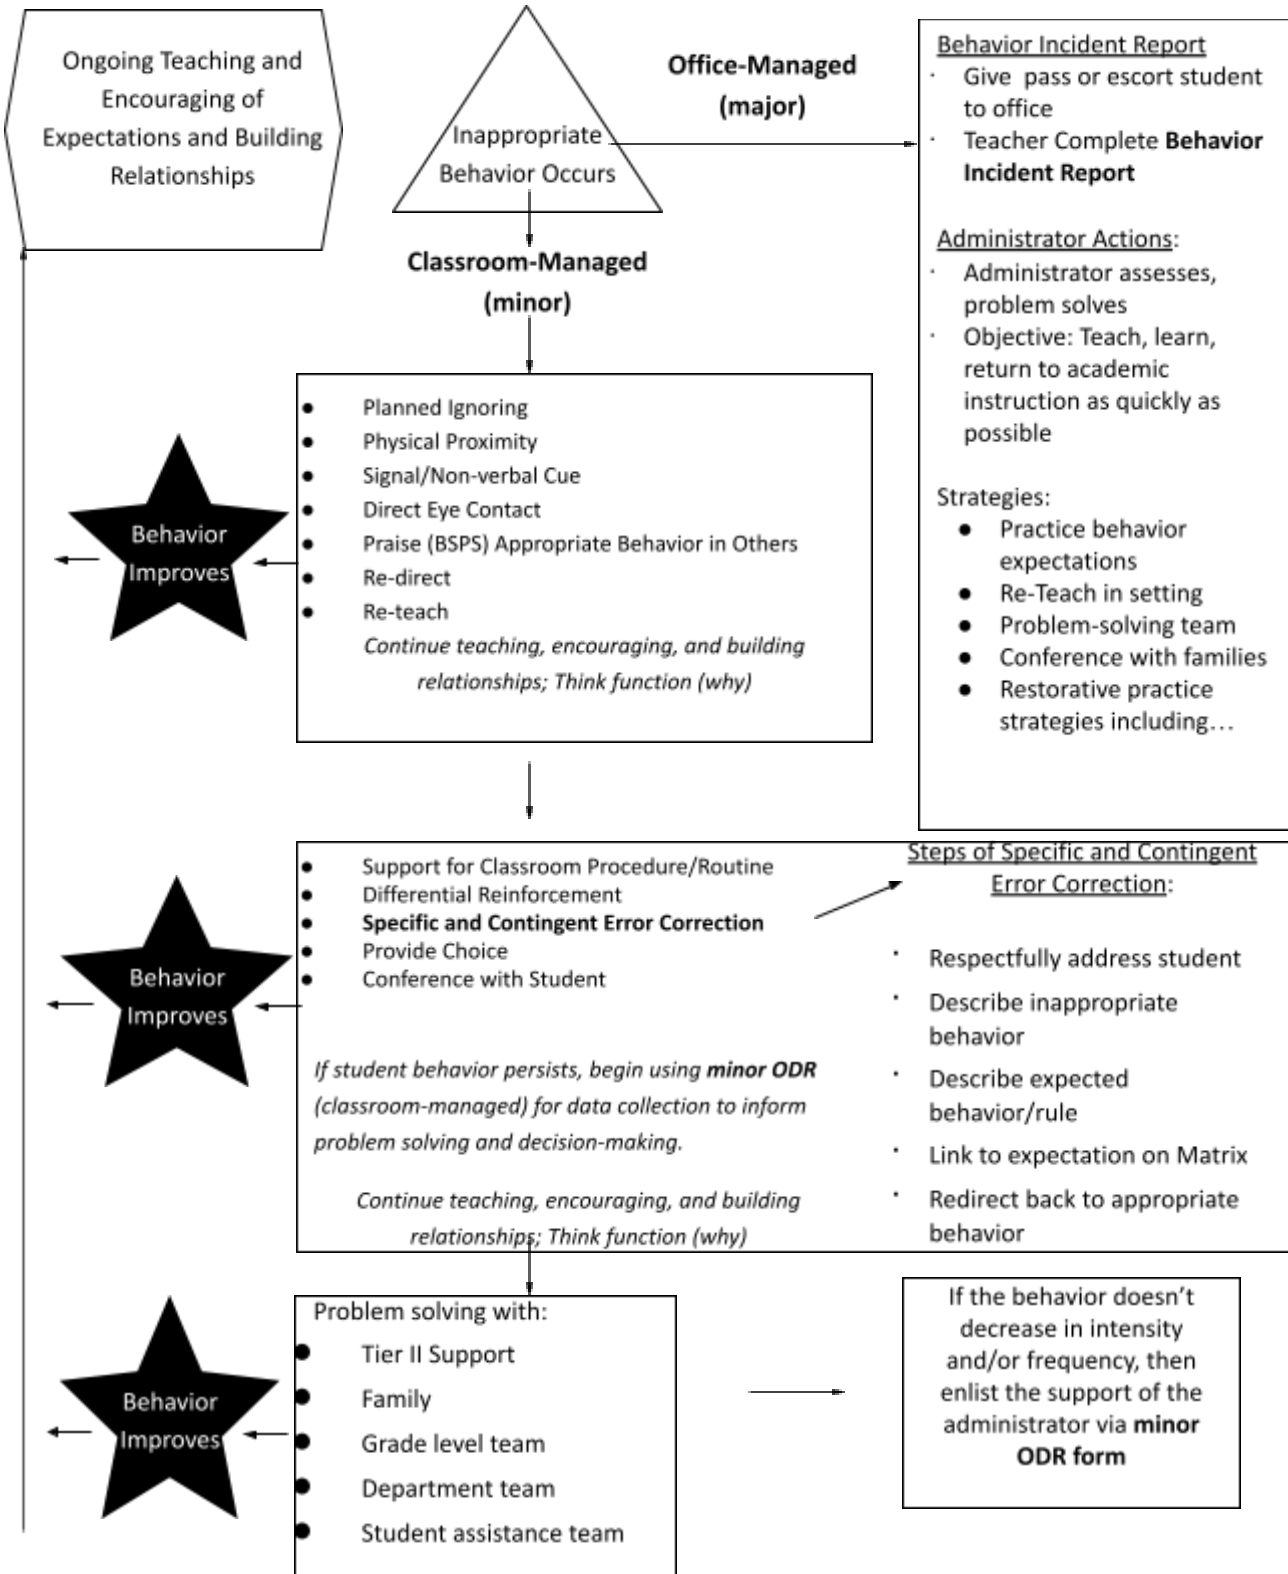 Ongoing Teaching and
Encouraging of
Expectations and Building
Relationships
Inappropriate
Behavior Occurs
Office-Managed
(major)
Behavior Incident Report
· Give pass or escort student
to office
· Teacher Complete Behavior
Incident Report
Administrator Actions:
· Administrator assesses,
problem solves
· Objective: Teach, learn,
return to academic
instruction as quickly as
possible
Strategies:
● Practice behavior
expectations
● Re-Teach in setting
● Problem-solving team
● Conference with families
● Restorative practice
strategies including…
Classroom-Managed
(minor)
● Planned Ignoring
● Physical Proximity
● Signal/Non-verbal Cue
● Direct Eye Contact
● Praise (BSPS) Appropriate Behavior in Others
● Re-direct
● Re-teach
Continue teaching, encouraging, and building
relationships; Think function (why)
Behavior
Improves
● Support for Classroom Procedure/Routine
● Differential Reinforcement
● Specific and Contingent Error Correction
● Provide Choice
● Conference with Student
If student behavior persists, begin using minor ODR
(classroom-managed) for data collection to inform
problem solving and decision-making.
Continue teaching, encouraging, and building
relationships; Think function (why)
Steps of Specific and Contingent
Error Correction:
· Respectfully address student
· Describe inappropriate
behavior
· Describe expected
behavior/rule
· Link to expectation on Matrix
· Redirect back to appropriate
behavior
Behavior
Improves
Problem solving with:
● Tier II Support
● Family
● Grade level team
● Department team
● Student assistance team
Behavior
Improves
If the behavior doesn’t
decrease in intensity
and/or frequency, then
enlist the support of the
administrator via minor
ODR form